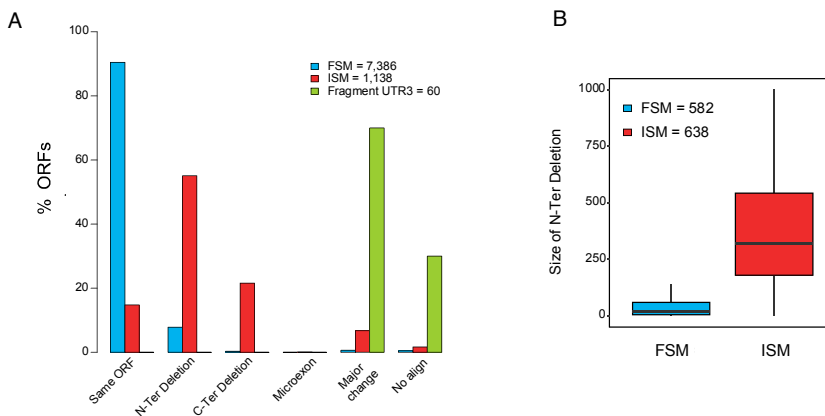 A
100
80
60
40
20
0
% ORFs
FSM = 7,386
ISM = 1,138
Fragment UTR3 = 60
Same ORF
N-Ter Deletion
C-Ter Deletion
Microexon
Major
change
No align
B
1000
750
500
250
0
Size of N-Ter Deletion
FSM = 582
ISM = 638
FSM
ISM